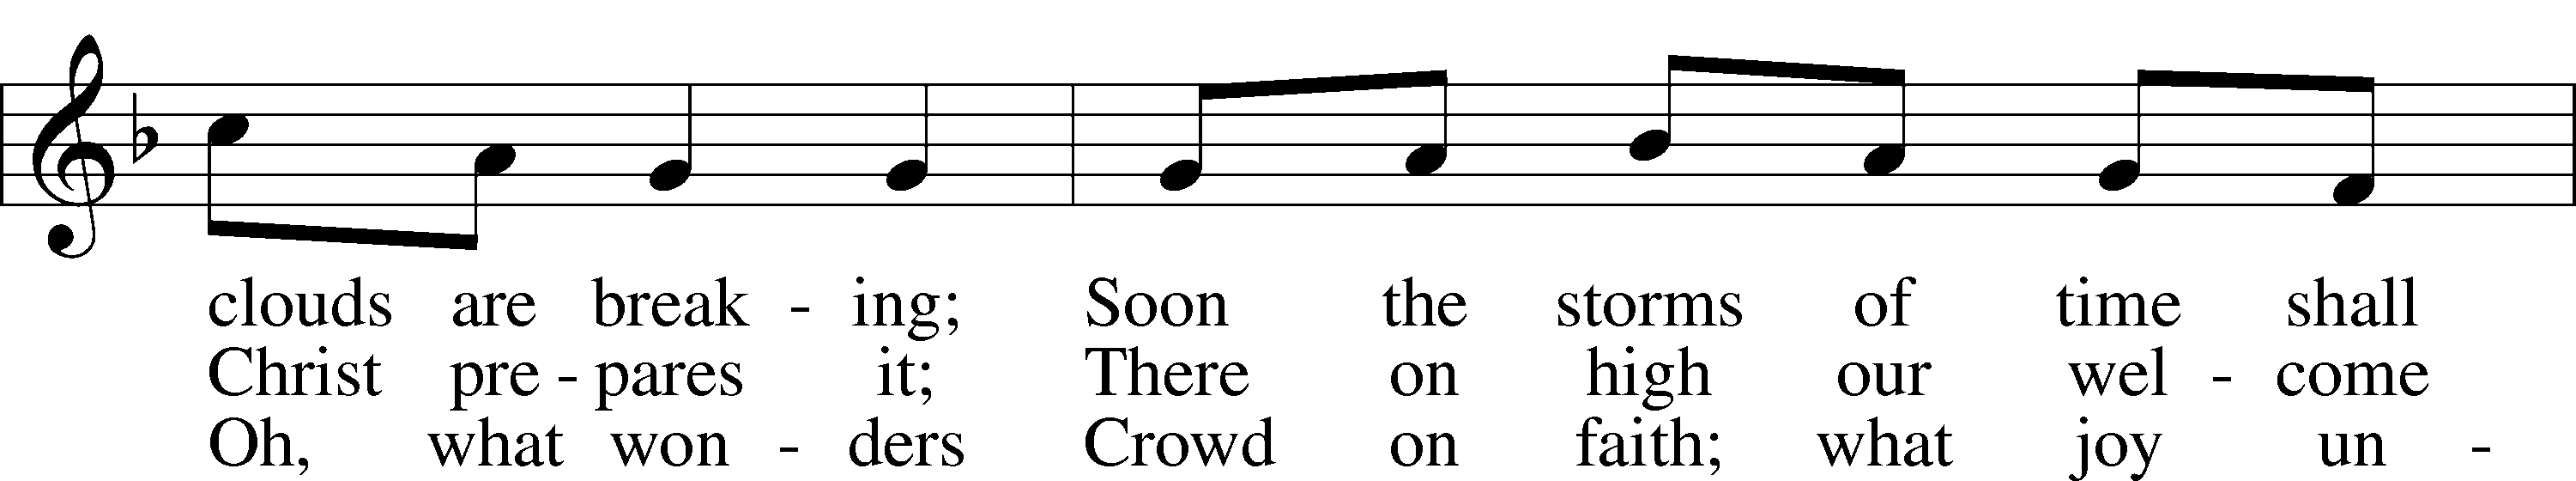 clouds are break - ing; Soon the storms of time shall
Christ pre - pares it; There on high our wel - come
Oh, what won - ders Crowd on faith; what joy un -